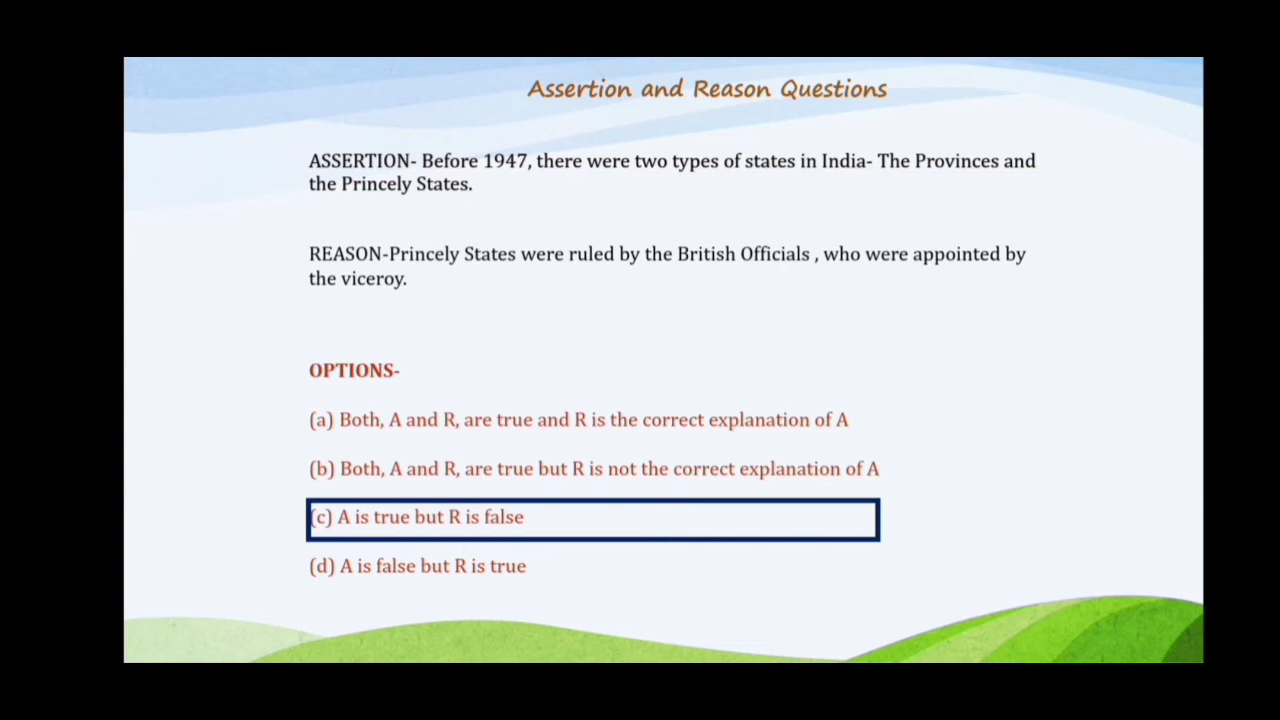 Assertion and Reason Questions
ASSERTION- Before 1947, there were two types of states in India- The Provinces and
the Princely States.
REASON-Princely States were ruled by the British Officials , who were appointed by
the viceroy.
OPTIONS-
(a) Both, A and R, are true and R is the correct explanation of A
(b) Both, A and R, are true but R is not the correct explanation of A
(c) A is true but R is false
(d) A is false but R is true